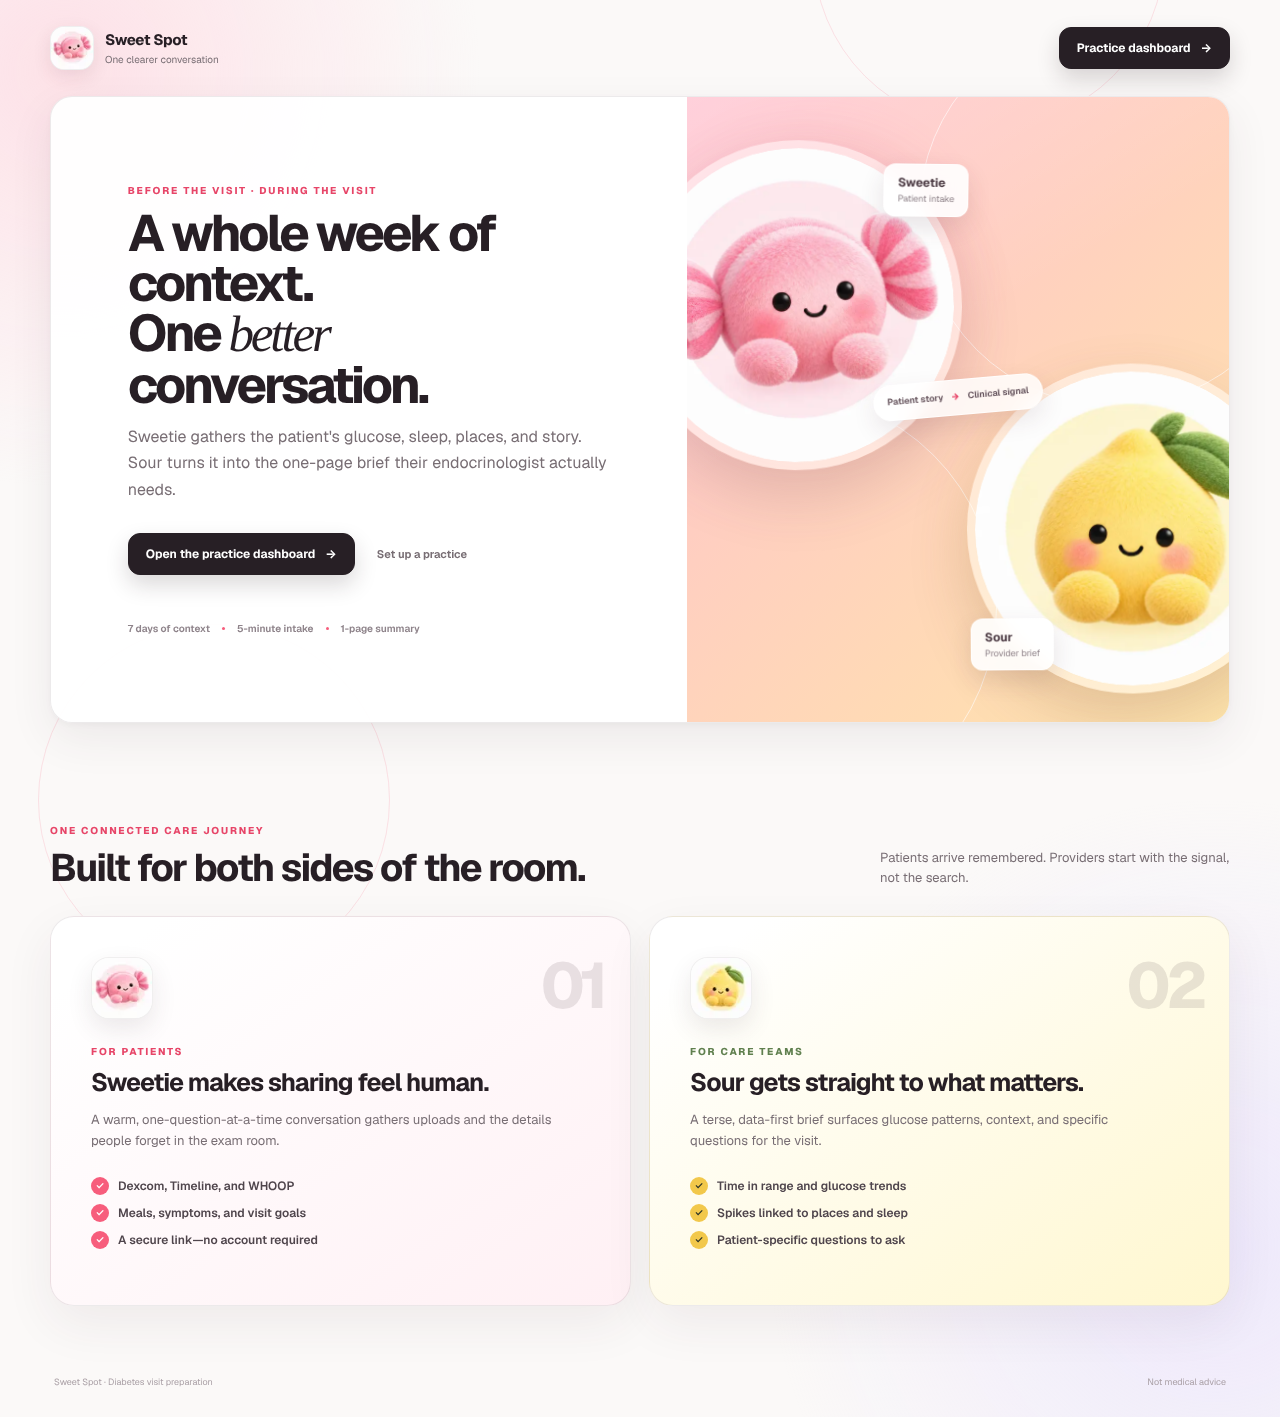 Sweet Spot
One clearer conversation
Practice dashboard →
BEFORE THE VISIT · DURING THE VISIT
A whole week of
context.
One better
conversation.
Sweetie gathers the patient's glucose, sleep, places, and story.
Sour turns it into the one-page brief their endocrinologist actually
needs.
Open the practice dashboard →
Set up a practice
7 days of context • 5-minute intake • 1-page summary
Sweetie
Patient intake
Patient story → Clinical signal
Sour
Provider brief
ONE CONNECTED CARE JOURNEY
Built for both sides of the room.
Patients arrive remembered. Providers start with the signal,
not the search.
01
FOR PATIENTS
Sweetie makes sharing feel human.
A warm, one-question-at-a-time conversation gathers uploads and the details
people forget in the exam room.
Dexcom, Timeline, and WHOOP
Meals, symptoms, and visit goals
A secure link—no account required
02
FOR CARE TEAMS
Sour gets straight to what matters.
A terse, data-first brief surfaces glucose patterns, context, and specific
questions for the visit.
Time in range and glucose trends
Spikes linked to places and sleep
Patient-specific questions to ask
Sweet Spot · Diabetes visit preparation
Not medical advice